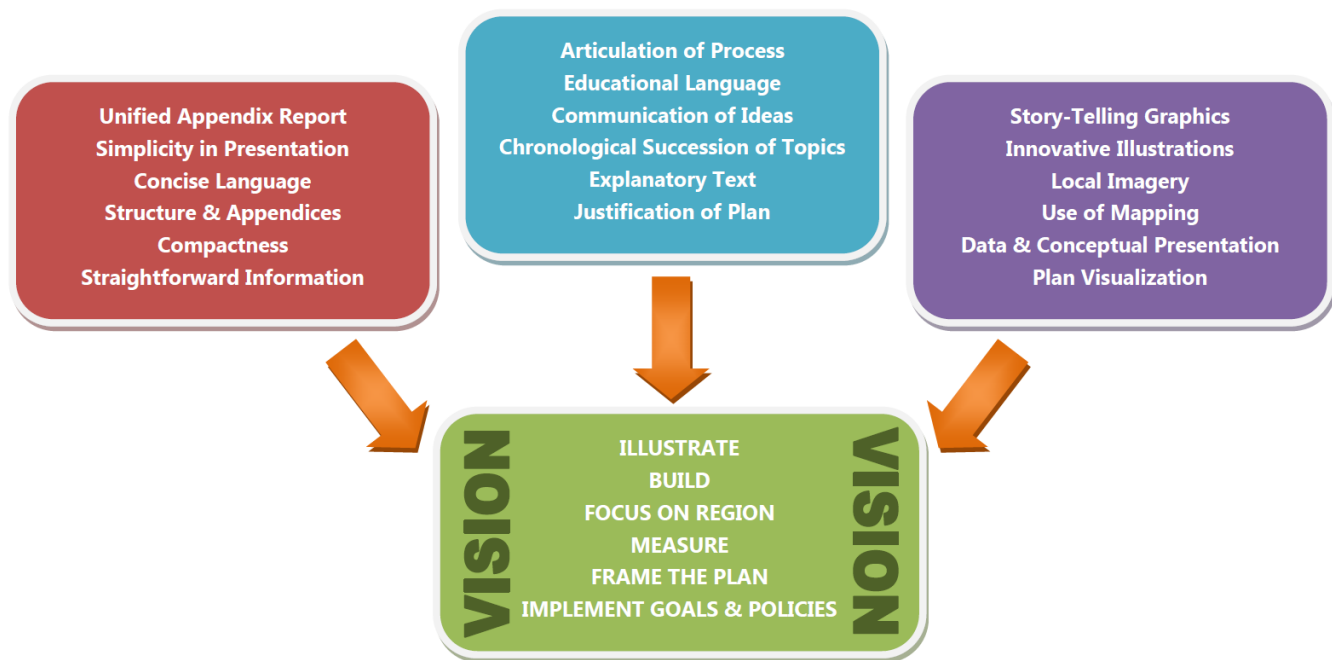 Unified Appendix Report
Simplicity in Presentation
Concise Language
Structure & Appendices
Compactness
Straightforward Information
Articulation of Process
Educational Language
Communication of Ideas
Chronological Succession of Topics
Explanatory Text
Justification of Plan
Story-Telling Graphics
Innovative Illustrations
Local Imagery
Use of Mapping
Data & Conceptual Presentation
Plan Visualization
VISION
ILLUSTRATE
BUILD
FOCUS ON REGION
MEASURE
FRAME THE PLAN
IMPLEMENT GOALS & POLICIES
VISION